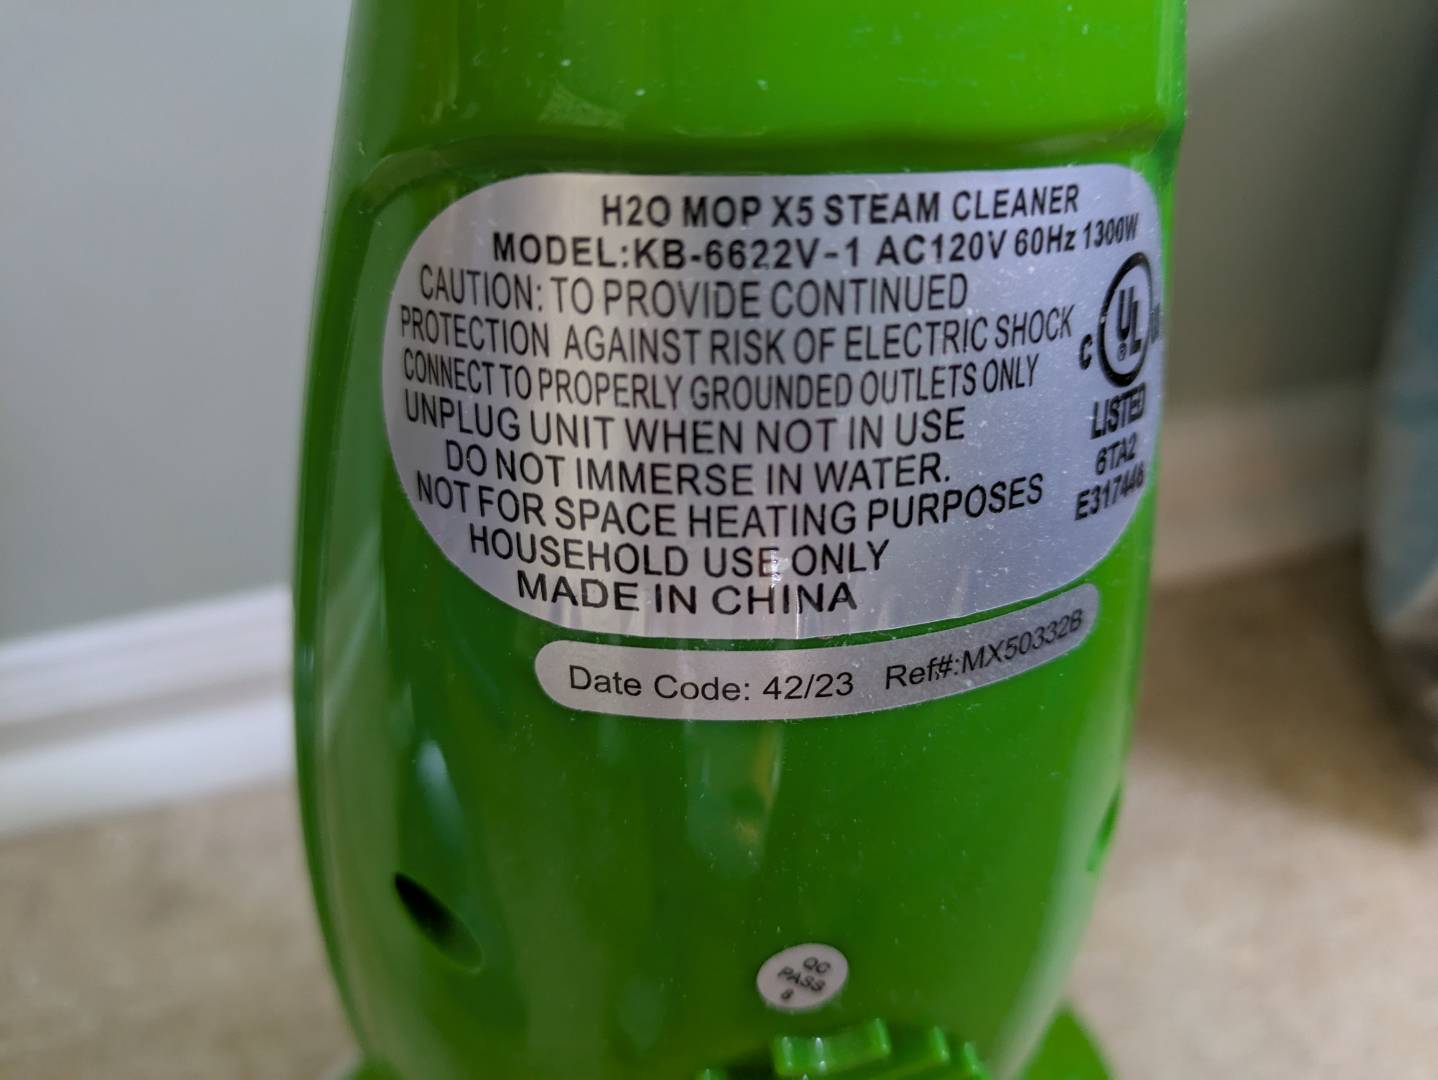 H2O MOP X5 STEAM CLEANER
MODEL:KB-6622V-1 AC120V 60Hz 1300W
CAUTION: TO PROVIDE CONTINUED
PROTECTION AGAINST RISK OF ELECTRIC SHOCK
CONNECT TO PROPERLY GROUNDED OUTLETS ONLY
UNPLUG UNIT WHEN NOT IN USE
DO NOT IMMERSE IN WATER.
NOT FOR SPACE HEATING PURPOSES
HOUSEHOLD USE ONLY
MADE IN CHINA
C UL ®
LISTED
6TA2
E317446
Date Code: 42/23 Ref#:MX50332B
QC
PASS
8